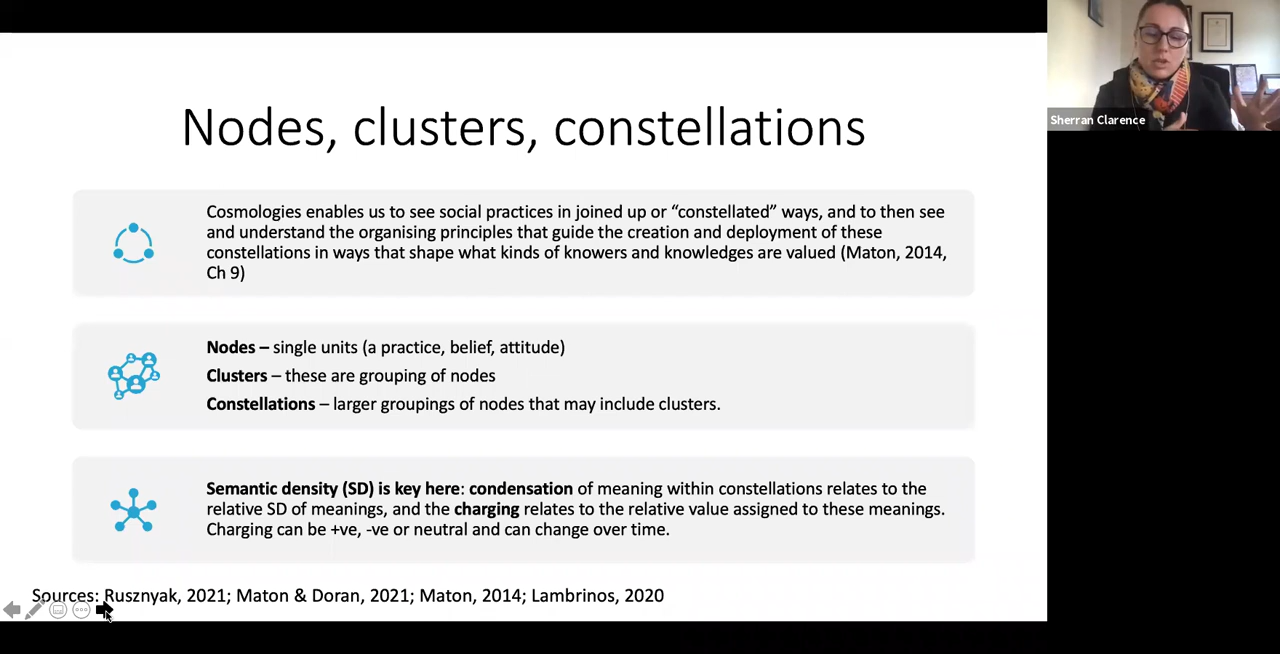 Nodes, clusters, constellations
Cosmologies enables us to see social practices in joined up or “constellated” ways, and to then see
and understand the organising principles that guide the creation and deployment of these
constellations in ways that shape what kinds of knowers and knowledges are valued (Maton, 2014,
Ch 9)
Nodes – single units (a practice, belief, attitude)
Clusters – these are grouping of nodes
Constellations – larger groupings of nodes that may include clusters.
Semantic density (SD) is key here: condensation of meaning within constellations relates to the
relative SD of meanings, and the charging relates to the relative value assigned to these meanings.
Charging can be +ve, -ve or neutral and can change over time.
Sources: Rusznyak, 2021; Maton & Doran, 2021; Maton, 2014; Lambrinos, 2020
Sherran Clarence